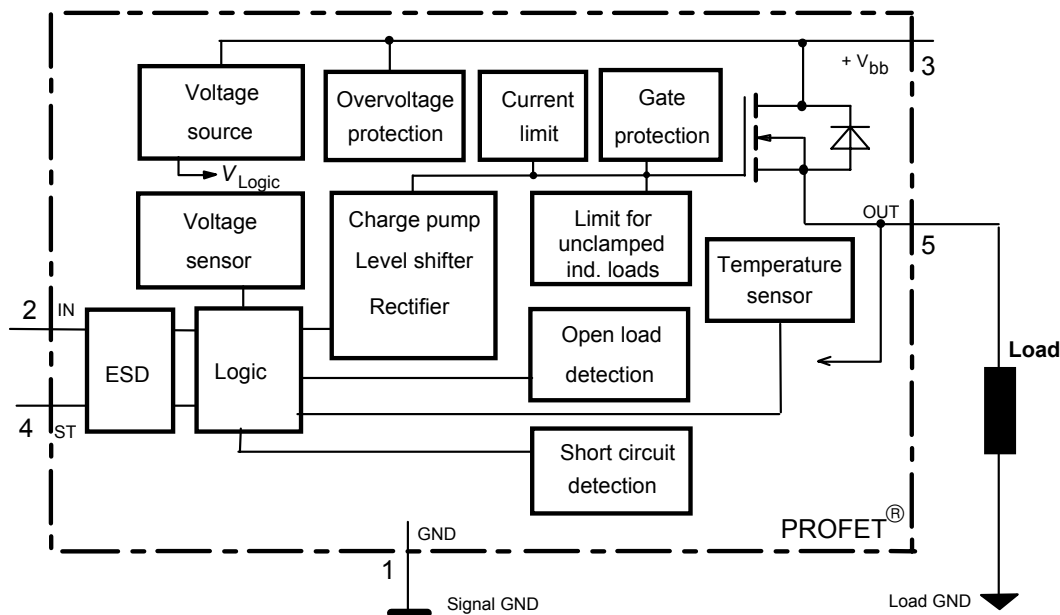 3
+ Vbb
Voltage
source
Overvoltage
protection
Current
limit
Gate
protection
VLogic
Voltage
sensor
Charge pump
Level shifter
Rectifier
Limit for
unclamped
ind. loads
OUT
5
Temperature
sensor
2
IN
ESD
Logic
Open load
detection
Load
4
ST
Short circuit
detection
PROFET®
GND
1
Signal GND
Load GND